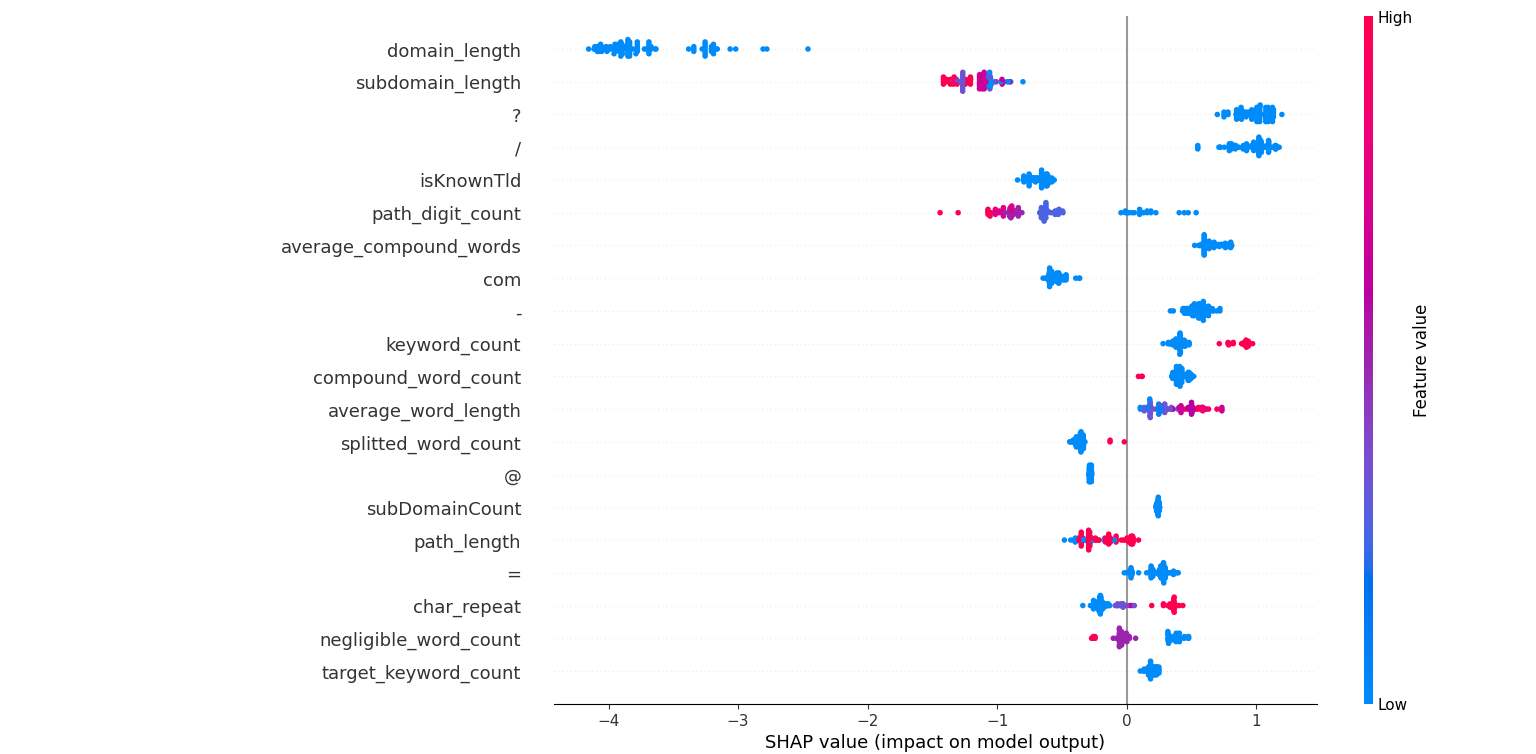 domain_length
subdomain_length
?
/
isKnownTld
path_digit_count
average_compound_words
com
-
keyword_count
compound_word_count
average_word_length
splitted_word_count
@
subDomainCount
path_length
=
char_repeat
negligible_word_count
target_keyword_count
−4 −3 −2 −1 0 1
SHAP value (impact on model output)
High
Feature value
Low